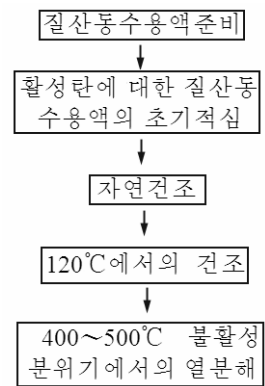 질산동수용액준비
활성탄에 대한 질산동
수용액의 초기적심
자연건조
120℃에서의 건조
400～500℃ 불활성
분위기에서의 열분해